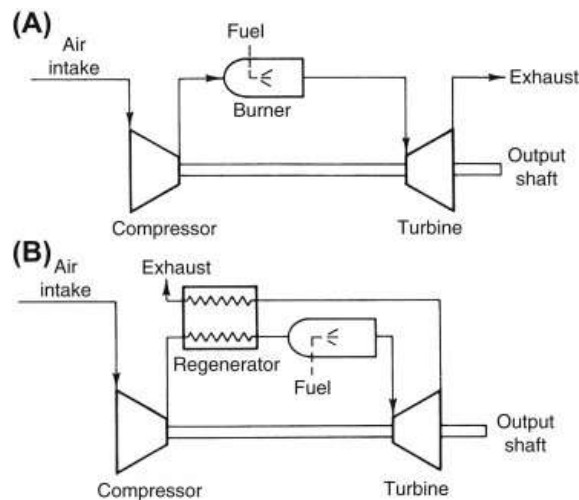 (A)
Air
intake
Fuel
Burner
Exhaust
Output
shaft
Compressor
Turbine
(B)
Air
intake
Exhaust
Regenerator
Fuel
Output
shaft
Compressor
Turbine